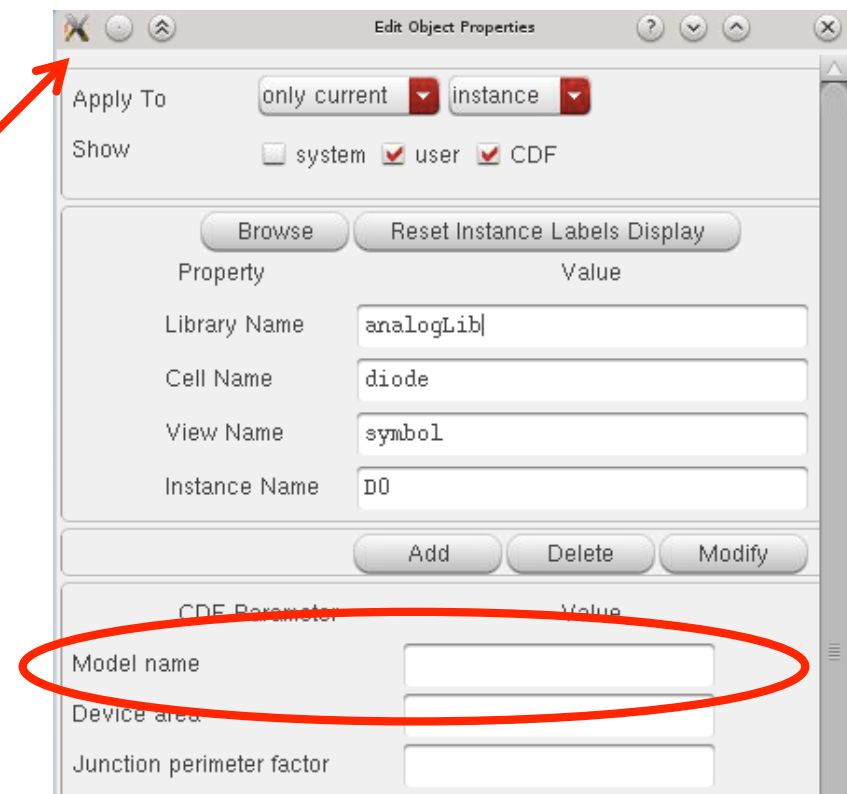 Edit Object Properties
Apply To only current instance
Show system user CDF
Browse Reset Instance Labels Display
Property Value
Library Name analogLib
Cell Name diode
View Name symbol
Instance Name D0
Add Delete Modify
CDF Parameter Value
Model name
Device area
Junction perimeter factor